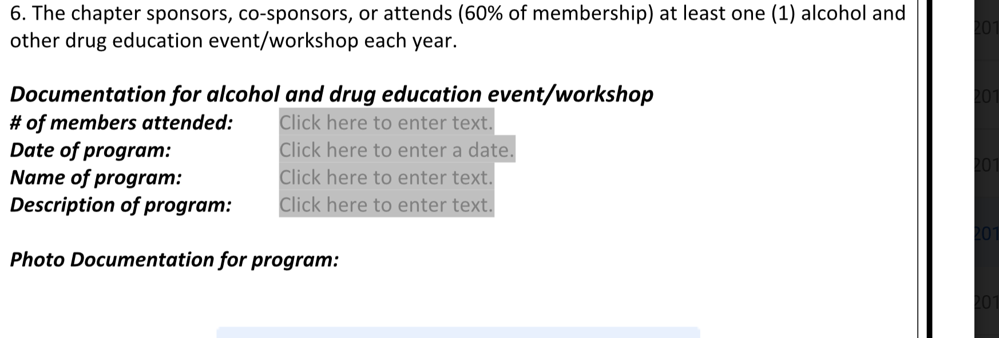 6. The chapter sponsors, co-sponsors, or attends (60% of membership) at least one (1) alcohol and
other drug education event/workshop each year.
Documentation for alcohol and drug education event/workshop
# of members attended: Click here to enter text.
Date of program: Click here to enter a date.
Name of program: Click here to enter text.
Description of program: Click here to enter text.
Photo Documentation for program:
201
201
201
201
201